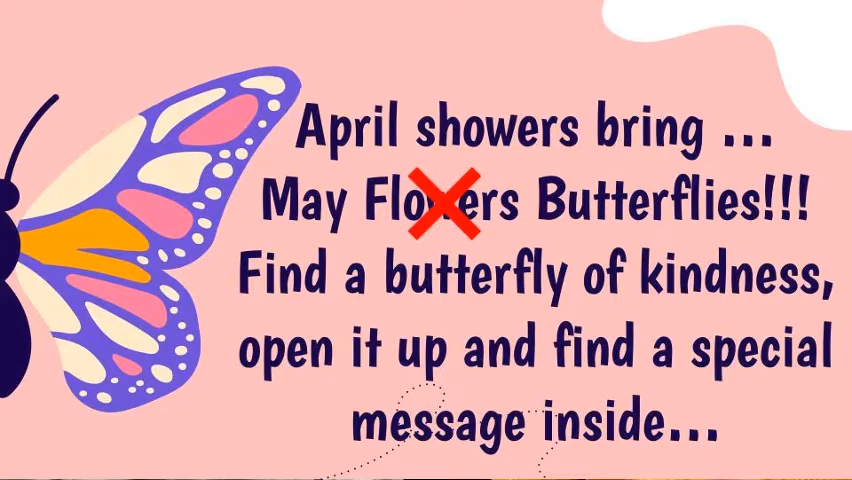 April showers bring ...
May Flowers Butterflies!!!
Find a butterfly of kindness,
open it up and find a special
message inside...